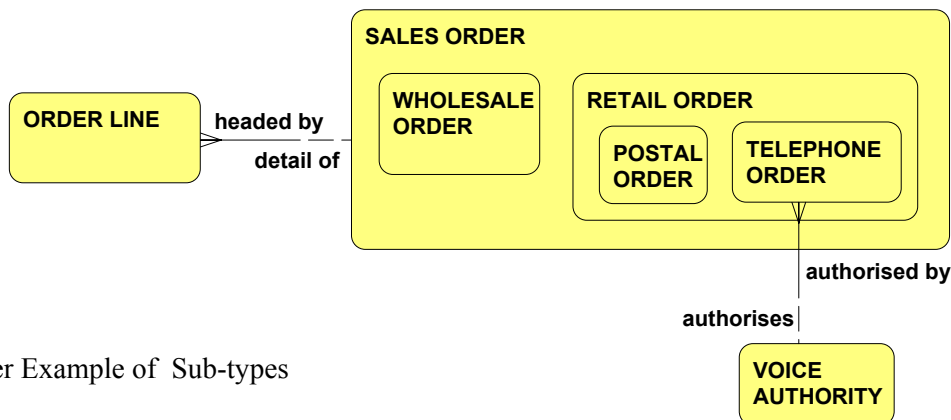 SALES ORDER
ORDER LINE
headed by
detail of
WHOLESALE
ORDER
RETAIL ORDER
POSTAL
ORDER
TELEPHONE
ORDER
authorised by
authorises
VOICE
AUTHORITY
Example of Sub-types